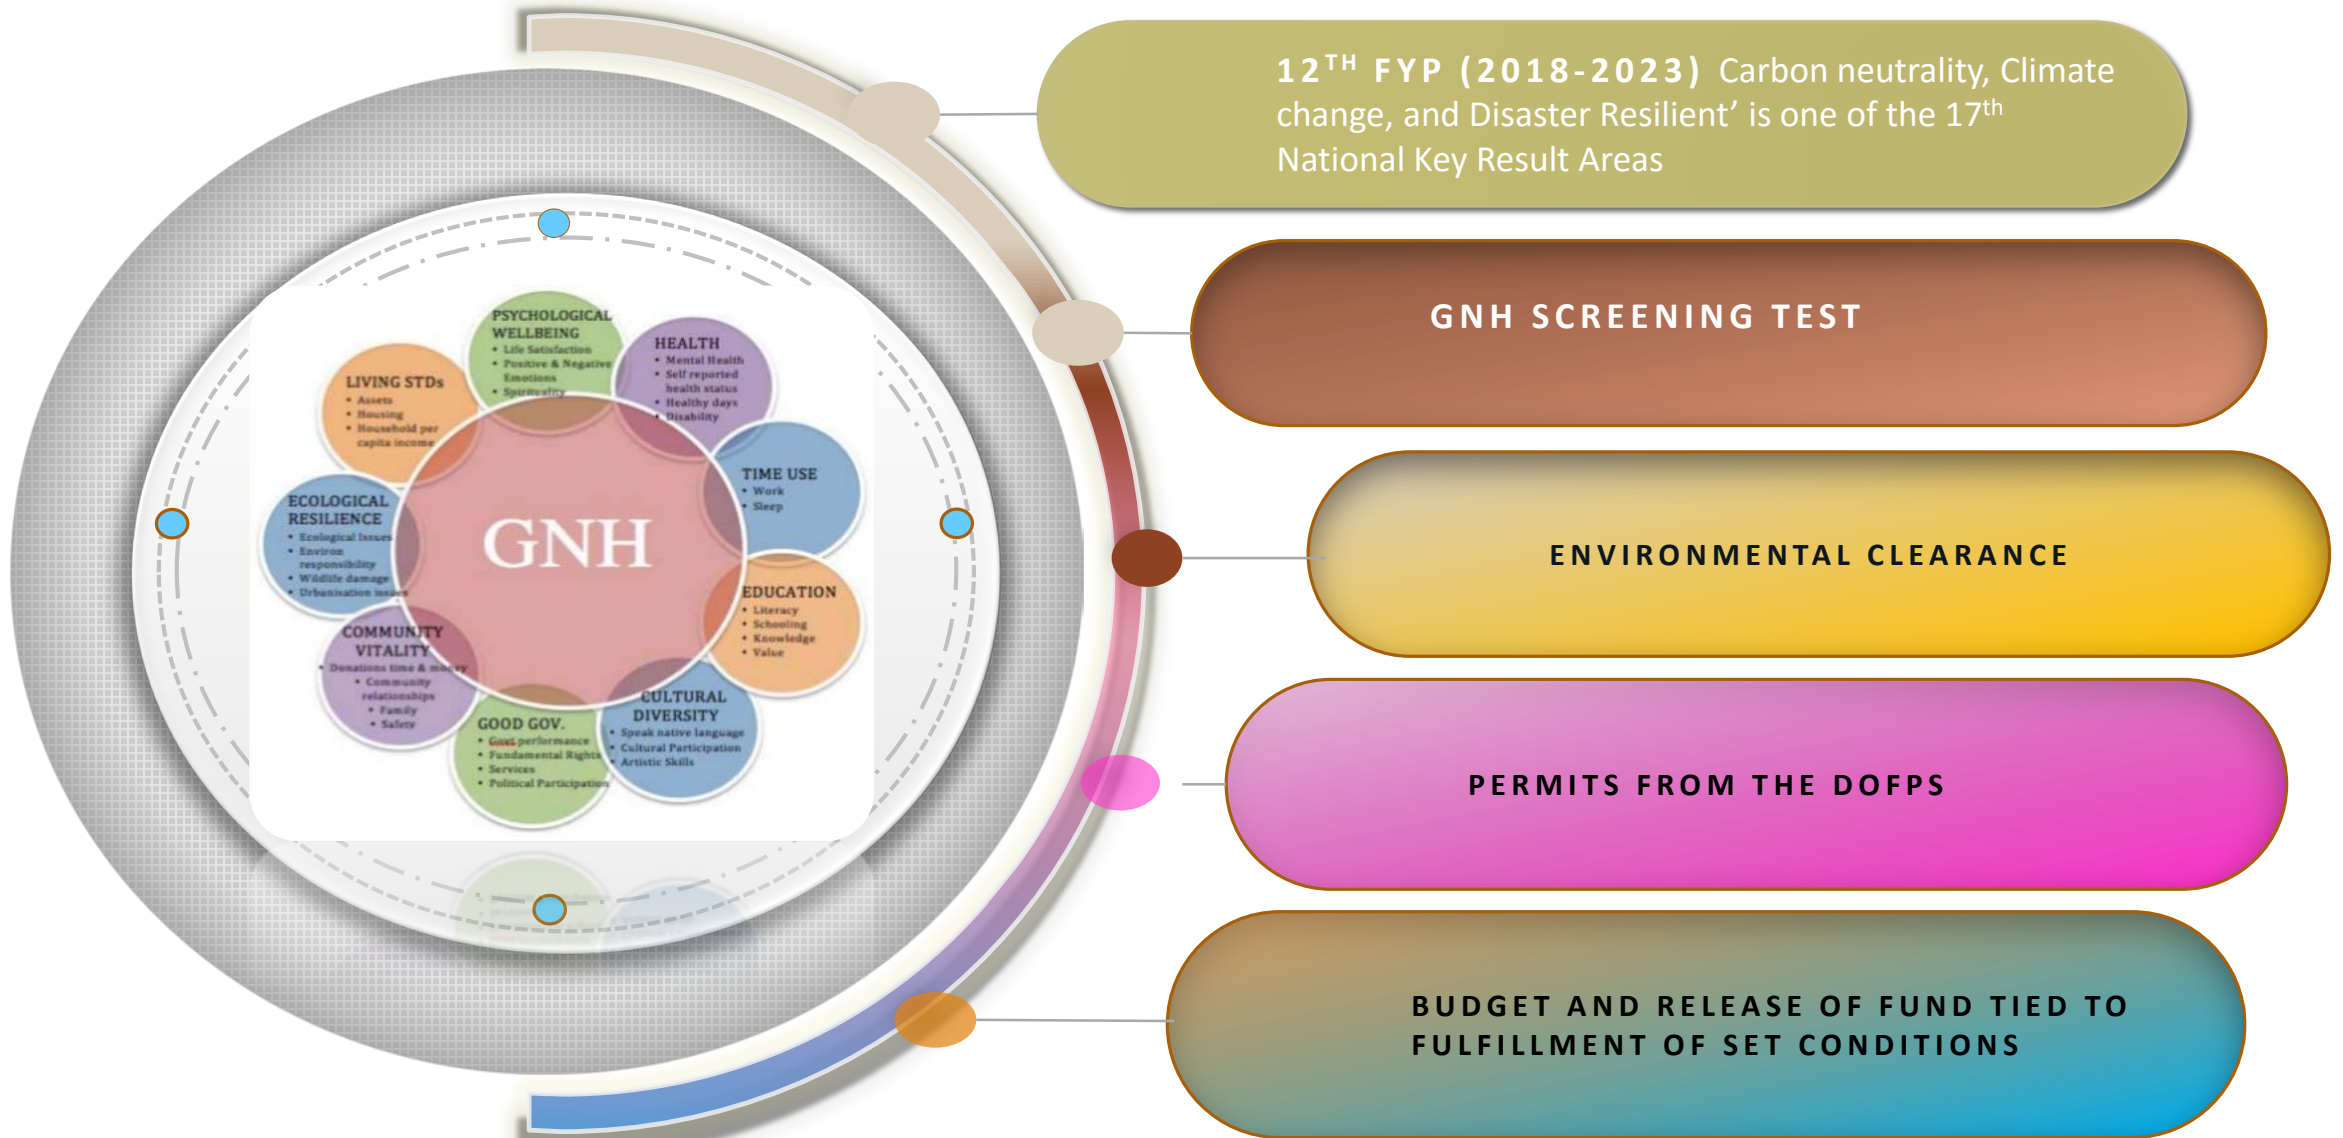 12TH FYP (2018-2023) Carbon neutrality, Climate
change, and Disaster Resilient’ is one of the 17th
National Key Result Areas
GNH SCREENING TEST
ENVIRONMENTAL CLEARANCE
PERMITS FROM THE DOFPS
BUDGET AND RELEASE OF FUND TIED TO
FULFILLMENT OF SET CONDITIONS
GNH
PSYCHOLOGICAL
WELLBEING
• Life Satisfaction
• Positive & Negative
Emotions
• Spirituality
HEALTH
• Mental Health
• Self reported
health status
• Healthy days
• Disability
TIME USE
• Work
• Sleep
EDUCATION
• Literacy
• Schooling
• Knowledge
• Value
CULTURAL
DIVERSITY
• Speak native language
• Cultural Participation
• Artistic Skills
GOOD GOV.
• Govt performance
• Fundamental Rights
• Services
• Political Participation
COMMUNITY
VITALITY
• Donations time & money
• Community
relationships
• Family
• Safety
ECOLOGICAL
RESILIENCE
• Ecological Issues
• Environ
responsibility
• Wildlife damage
• Urbanisation issues
LIVING STDs
• Assets
• Housing
• Household per
capita income